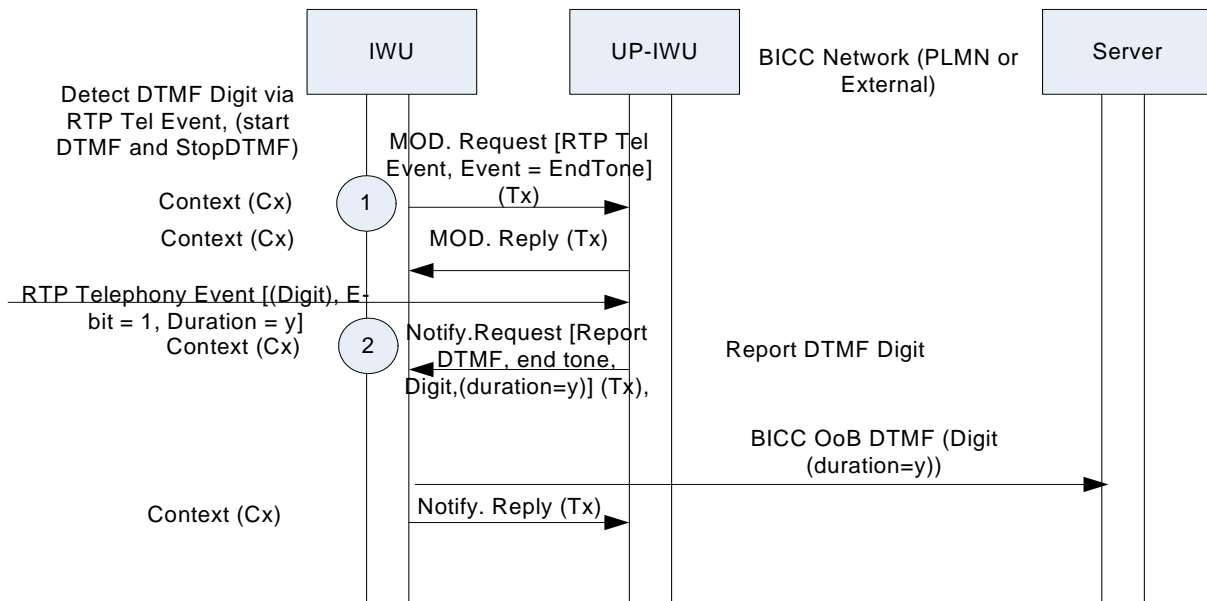 IWU
UP-IWU
BICC Network (PLMN or
External)
Server
Detect DTMF Digit via
RTP Tel Event, (start
DTMF and StopDTMF)
MOD. Request [RTP Tel
Event, Event = EndTone]
(Tx)
Context (Cx)
1
Context (Cx)
MOD. Reply (Tx)
RTP Telephony Event [(Digit), E-
bit = 1, Duration = y]
Context (Cx)
2
Notify.Request [Report
DTMF, end tone,
Digit,(duration=y)] (Tx),
Report DTMF Digit
BICC OoB DTMF (Digit
(duration=y))
Context (Cx)
Notify. Reply (Tx)